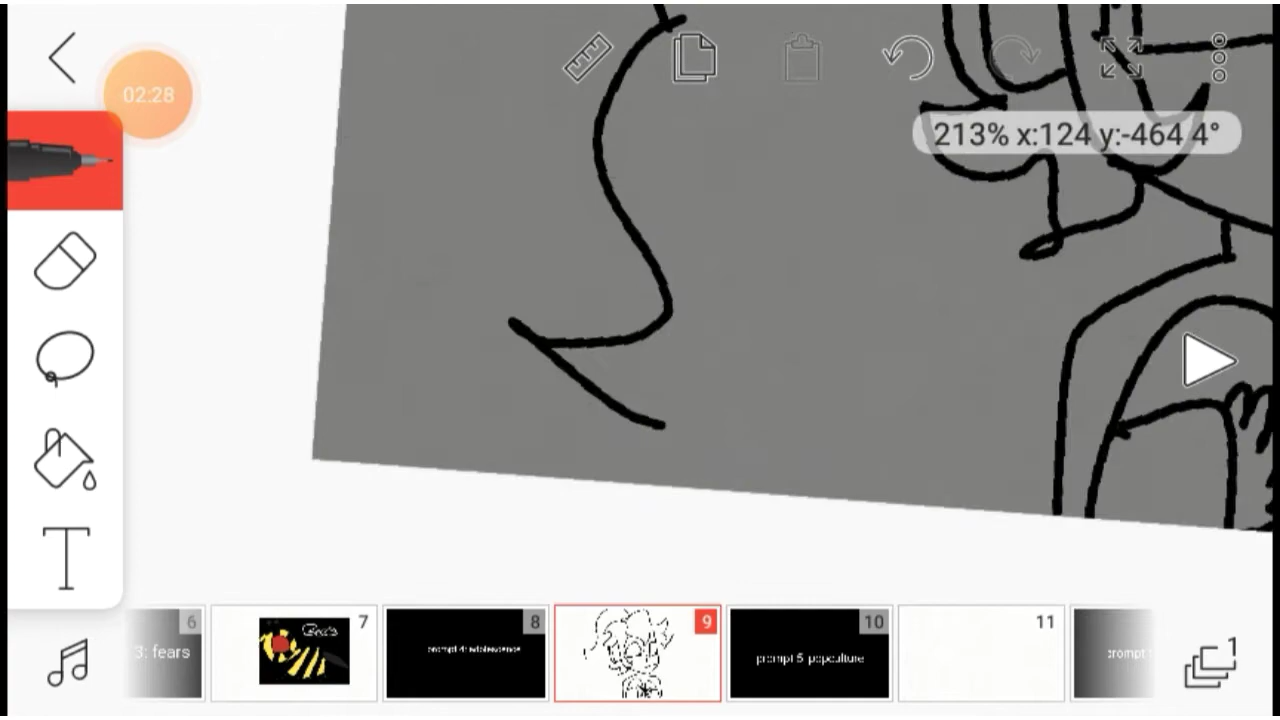 02:28
213% x:124 y:-464 4°
T
6
3: fears
7
8
prompt 4: adolescence
9
10
prompt 5: popculture
11
prompt
1